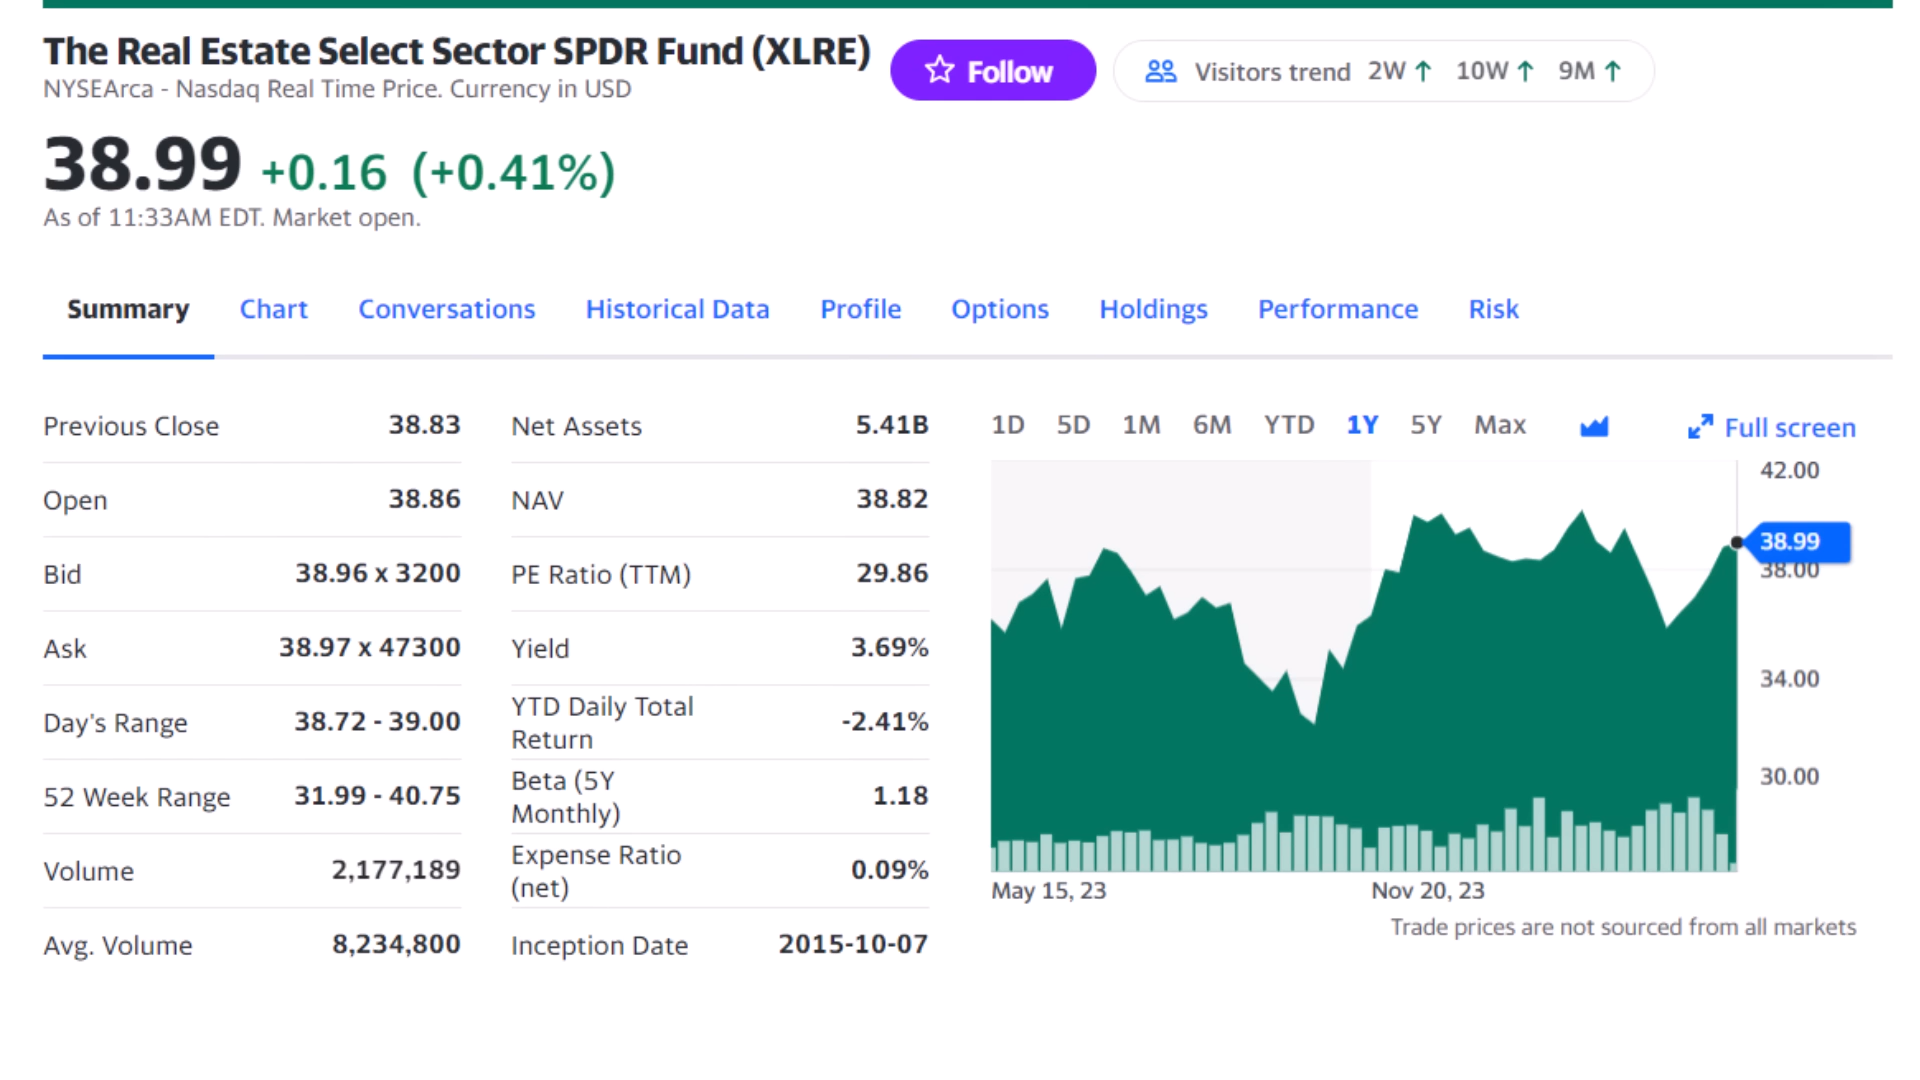 The Real Estate Select Sector SPDR Fund (XLRE)
Follow
Visitors trend 2W ↑ 10W ↑ 9M ↑
NYSEArca - Nasdaq Real Time Price. Currency in USD
38.99 +0.16 (+0.41%)
As of 11:33AM EDT. Market open.
Summary Chart Conversations Historical Data Profile Options Holdings Performance Risk
Previous Close 38.83
Open 38.86
Bid 38.96 x 3200
Ask 38.97 x 47300
Day's Range 38.72 - 39.00
52 Week Range 31.99 - 40.75
Volume 2,177,189
Avg. Volume 8,234,800
Net Assets 5.41B
NAV 38.82
PE Ratio (TTM) 29.86
Yield 3.69%
YTD Daily Total
Return -2.41%
Beta (5Y
Monthly) 1.18
Expense Ratio
(net) 0.09%
Inception Date 2015-10-07
1D 5D 1M 6M YTD 1Y 5Y Max Full screen
42.00
38.99
38.00
34.00
30.00
May 15, 23 Nov 20, 23
Trade prices are not sourced from all markets